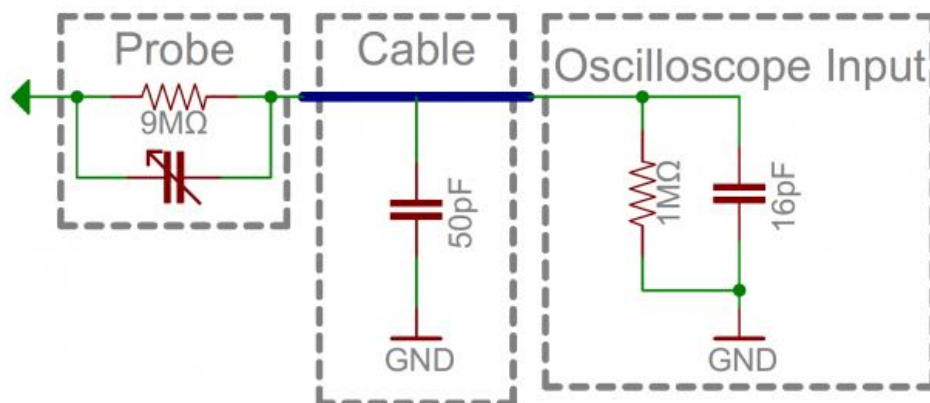 Probe
9MΩ
Cable
50pF
GND
Oscilloscope Input
1MΩ
16pF
GND